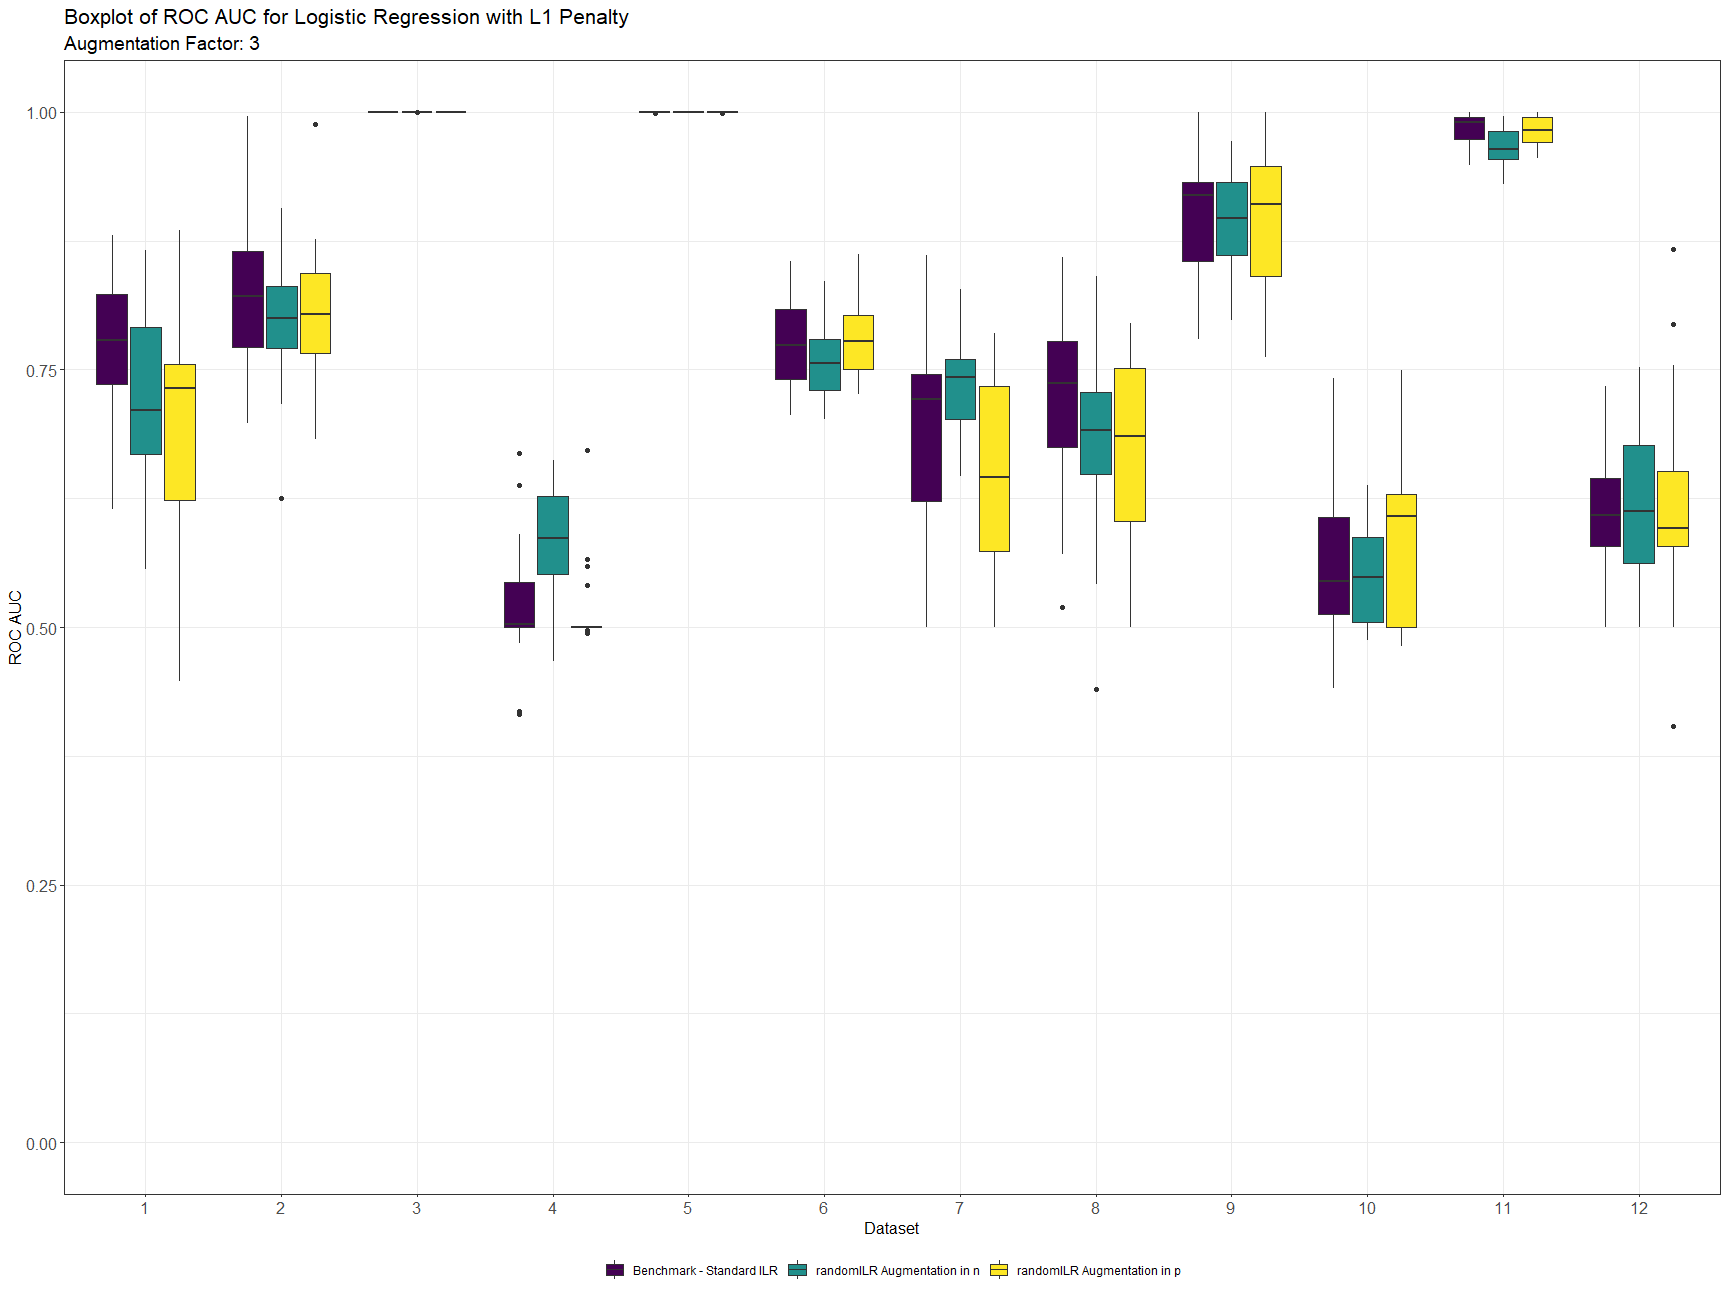 Boxplot of ROC AUC for Logistic Regression with L1 Penalty
Augmentation Factor: 3
ROC AUC
1.00
0.75
0.50
0.25
0.00
1 2 3 4 5 6 7 8 9 10 11 12
Dataset
Benchmark - Standard ILR randomILR Augmentation in n randomILR Augmentation in p